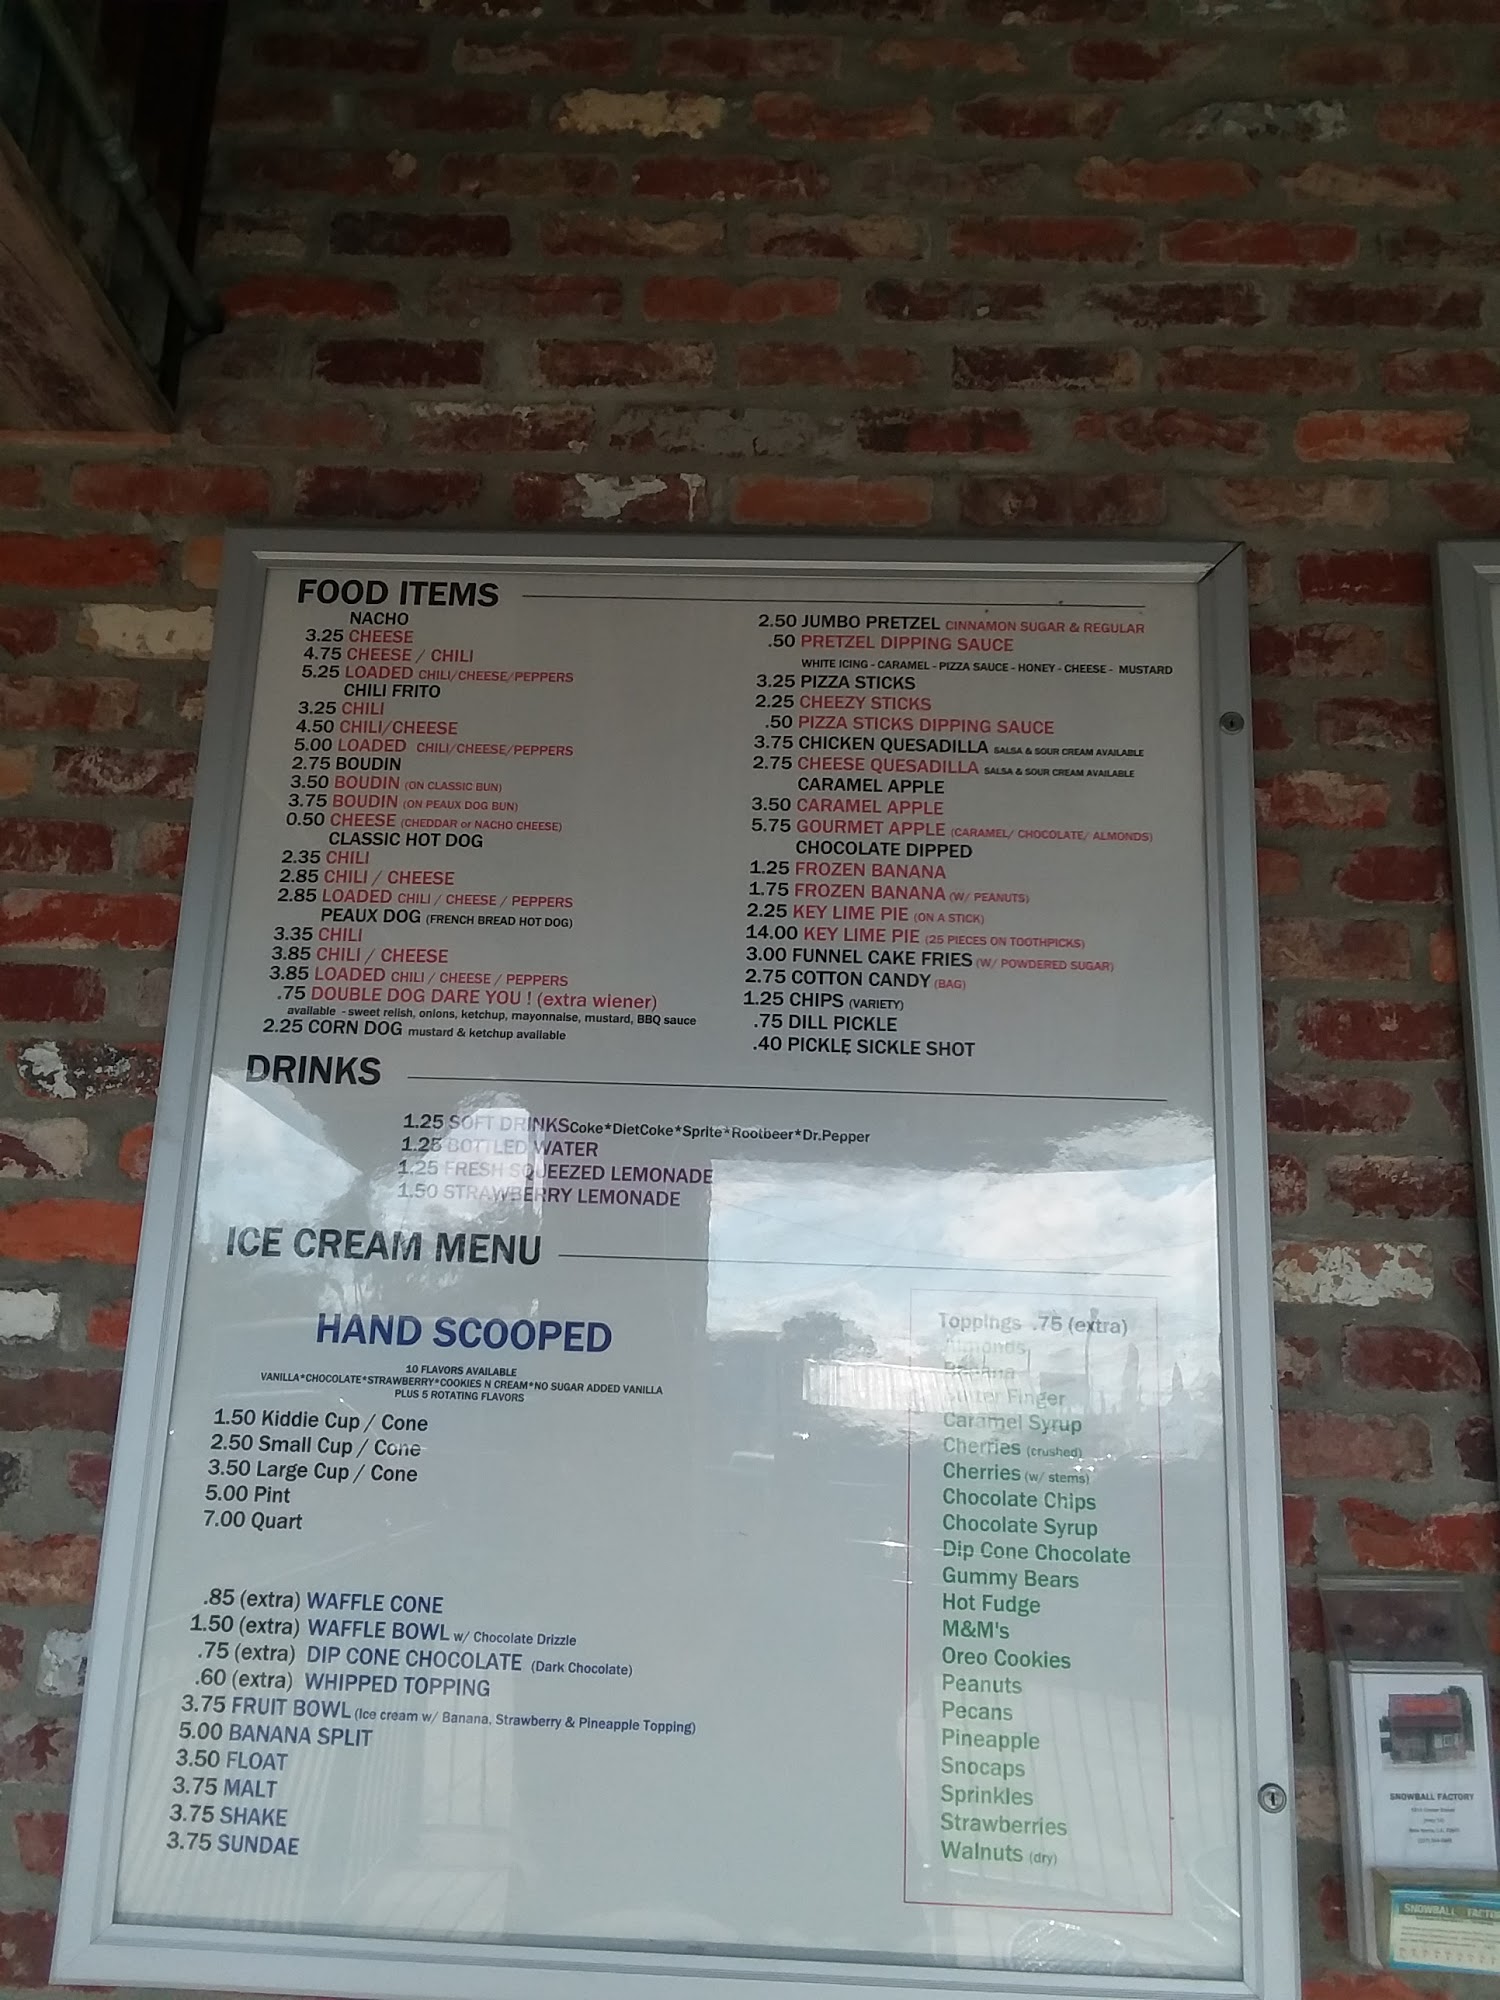 FOOD ITEMS
NACHO
3.25 CHEESE
4.75 CHEESE / CHILI
5.25 LOADED CHILI/CHEESE/PEPPERS
CHILI FRITO
3.25 CHILI
4.50 CHILI/CHEESE
5.00 LOADED CHILI/CHEESE/PEPPERS
2.75 BOUDIN
3.50 BOUDIN (ON CLASSIC BUN)
3.75 BOUDIN (ON PEAUX DOG BUN)
0.50 CHEESE (CHEDDAR or NACHO CHEESE)
CLASSIC HOT DOG
2.35 CHILI
2.85 CHILI / CHEESE
2.85 LOADED CHILI / CHEESE / PEPPERS
PEAUX DOG (FRENCH BREAD HOT DOG)
3.35 CHILI
3.85 CHILI / CHEESE
3.85 LOADED CHILI / CHEESE / PEPPERS
.75 DOUBLE DOG DARE YOU ! (extra wiener)
available - sweet relish, onions, ketchup, mayonnaise, mustard, BBQ sauce
2.25 CORN DOG mustard & ketchup available
2.50 JUMBO PRETZEL CINNAMON SUGAR & REGULAR
.50 PRETZEL DIPPING SAUCE
WHITE ICING - CARAMEL - PIZZA SAUCE - HONEY - CHEESE - MUSTARD
3.25 PIZZA STICKS
2.25 CHEEZY STICKS
.50 PIZZA STICKS DIPPING SAUCE
3.75 CHICKEN QUESADILLA SALSA & SOUR CREAM AVAILABLE
2.75 CHEESE QUESADILLA SALSA & SOUR CREAM AVAILABLE
CARAMEL APPLE
3.50 CARAMEL APPLE
5.75 GOURMET APPLE (CARAMEL/ CHOCOLATE/ ALMONDS)
CHOCOLATE DIPPED
1.25 FROZEN BANANA
1.75 FROZEN BANANA (W/ PEANUTS)
2.25 KEY LIME PIE (ON A STICK)
14.00 KEY LIME PIE (25 PIECES ON TOOTHPICKS)
3.00 FUNNEL CAKE FRIES (W/ POWDERED SUGAR)
2.75 COTTON CANDY (BAG)
1.25 CHIPS (VARIETY)
.75 DILL PICKLE
.40 PICKLE SICKLE SHOT
DRINKS
1.25 SOFT DRINKS Coke*DietCoke*Sprite*Rootbeer*Dr.Pepper
1.25 BOTTLED WATER
1.25 FRESH SQUEEZED LEMONADE
1.50 STRAWBERRY LEMONADE
ICE CREAM MENU
HAND SCOOPED
10 FLAVORS AVAILABLE
VANILLA*CHOCOLATE*STRAWBERRY*COOKIES N CREAM*NO SUGAR ADDED VANILLA
PLUS 5 ROTATING FLAVORS
1.50 Kiddie Cup / Cone
2.50 Small Cup / Cone
3.50 Large Cup / Cone
5.00 Pint
7.00 Quart
.85 (extra) WAFFLE CONE
1.50 (extra) WAFFLE BOWL w/ Chocolate Drizzle
.75 (extra) DIP CONE CHOCOLATE (Dark Chocolate)
.60 (extra) WHIPPED TOPPING
3.75 FRUIT BOWL (Ice cream w/ Banana, Strawberry & Pineapple Topping)
5.00 BANANA SPLIT
3.50 FLOAT
3.75 MALT
3.75 SHAKE
3.75 SUNDAE
Toppings .75 (extra)
Almonds
Banana
Butter Finger
Caramel Syrup
Cherries (crushed)
Cherries (w/ stems)
Chocolate Chips
Chocolate Syrup
Dip Cone Chocolate
Gummy Bears
Hot Fudge
M&M's
Oreo Cookies
Peanuts
Pecans
Pineapple
Snocaps
Sprinkles
Strawberries
Walnuts (dry)
SNOWBALL FACTORY
SNOWBALL FACTO